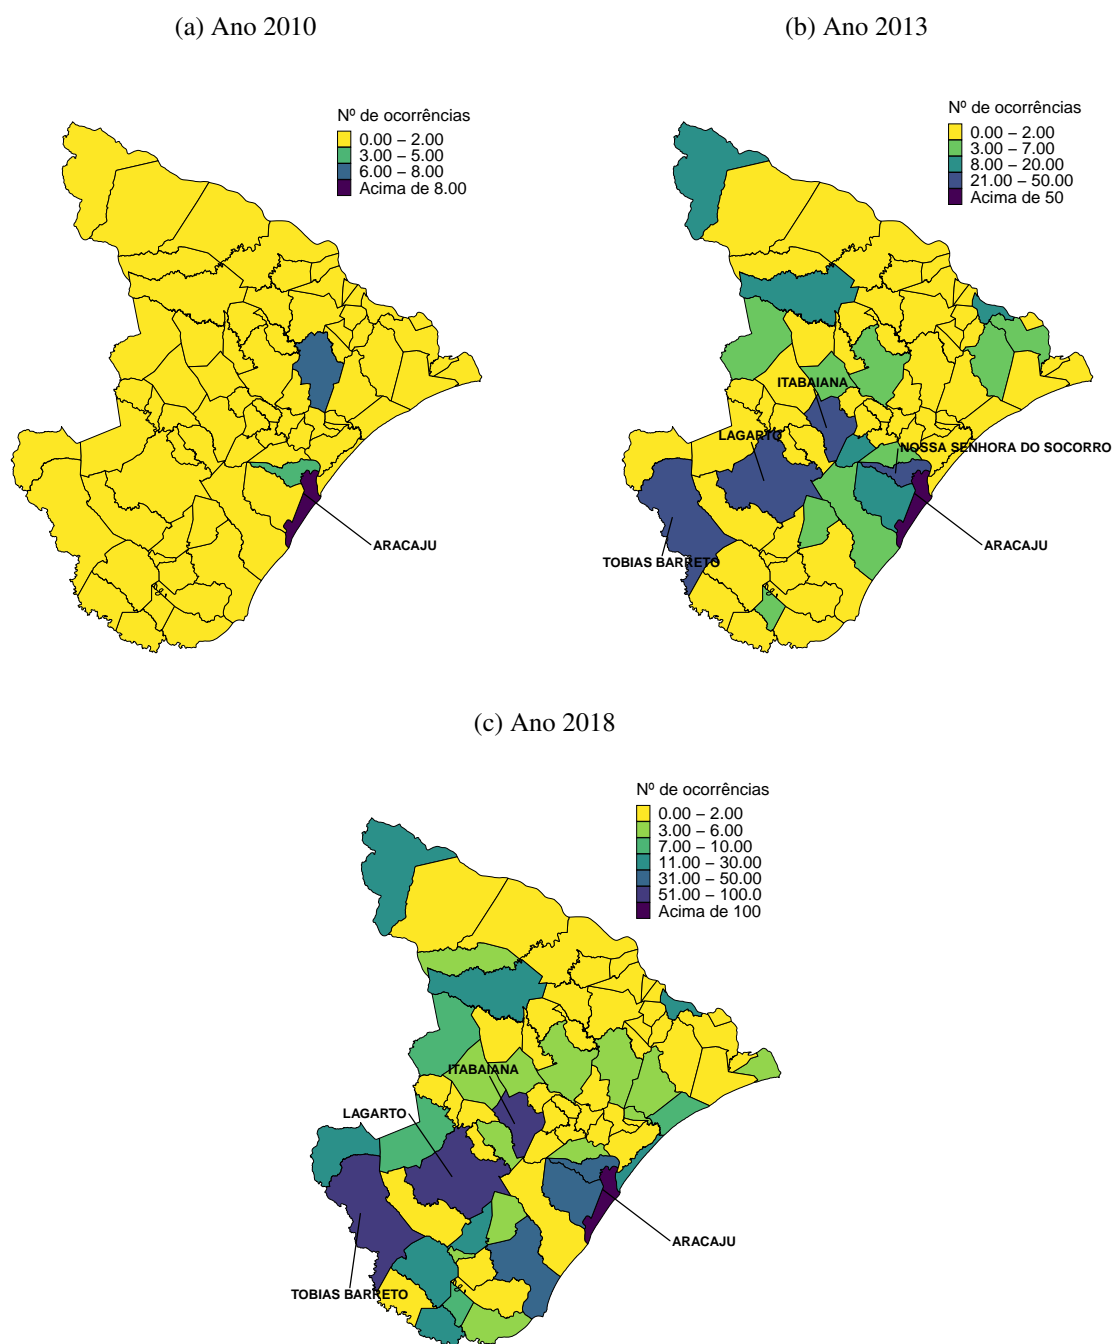 (a) Ano 2010
Nº de ocorrências
0.00 – 2.00
3.00 – 5.00
6.00 – 8.00
Acima de 8.00
ARACAJU
(b) Ano 2013
Nº de ocorrências
0.00 – 2.00
3.00 – 7.00
8.00 – 20.00
21.00 – 50.00
Acima de 50
ITABAIANA
LAGARTO
NOSSA SENHORA DO SOCORRO
ARACAJU
TOBIAS BARRETO
(c) Ano 2018
Nº de ocorrências
0.00 – 2.00
3.00 – 6.00
7.00 – 10.00
11.00 – 30.00
31.00 – 50.00
51.00 – 100.0
Acima de 100
ITABAIANA
LAGARTO
ARACAJU
TOBIAS BARRETO